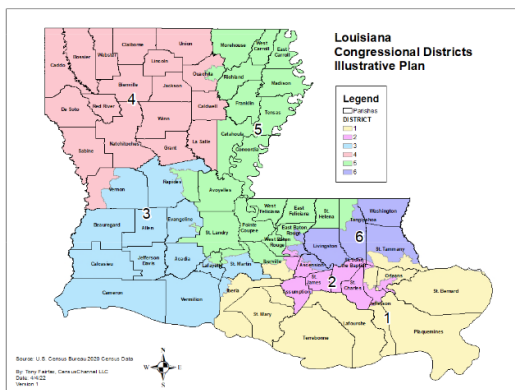 Louisiana
Congressional Districts
Illustrative Plan
Legend
Parishes
DISTRICT
1
2
3
4
5
6
Claiborne
Union
Morehouse
West
Carroll
East
Carroll
Webster
Bossier
Caddo
Lincoln
Ouachita
Richland
Madison
Bienville
Jackson
4
De Soto
Red River
Caldwell
Franklin
Tensas
Winn
5
Natchitoches
La Salle
Catahoula
Sabine
Grant
Concordia
Vernon
Rapides
Avoyelles
3
West
Feliciana
East
Feliciana
St.
Helena
Washington
Tangipahoa
Beauregard
Allen
Evangeline
St. Landry
Pointe
Coupee
East Baton
Rouge
West Baton
Rouge
Livingston
6
St. Tammany
Calcasieu
Jefferson
Davis
Acadia
Lafayette
St. Martin
Iberville
Ascension
St. John
the Baptist
Orleans
St.
James
2
St.
Charles
St. Bernard
Cameron
Vermilion
Iberia
Assumption
Jefferson
1
St. Mary
Lafourche
Plaquemines
Terrebonne
Source: U.S. Census Bureau 2020 Census Data
By: Tony Fairfax, CensusChannel LLC
Date: 4/4/22
Version 1
N
W
E
S